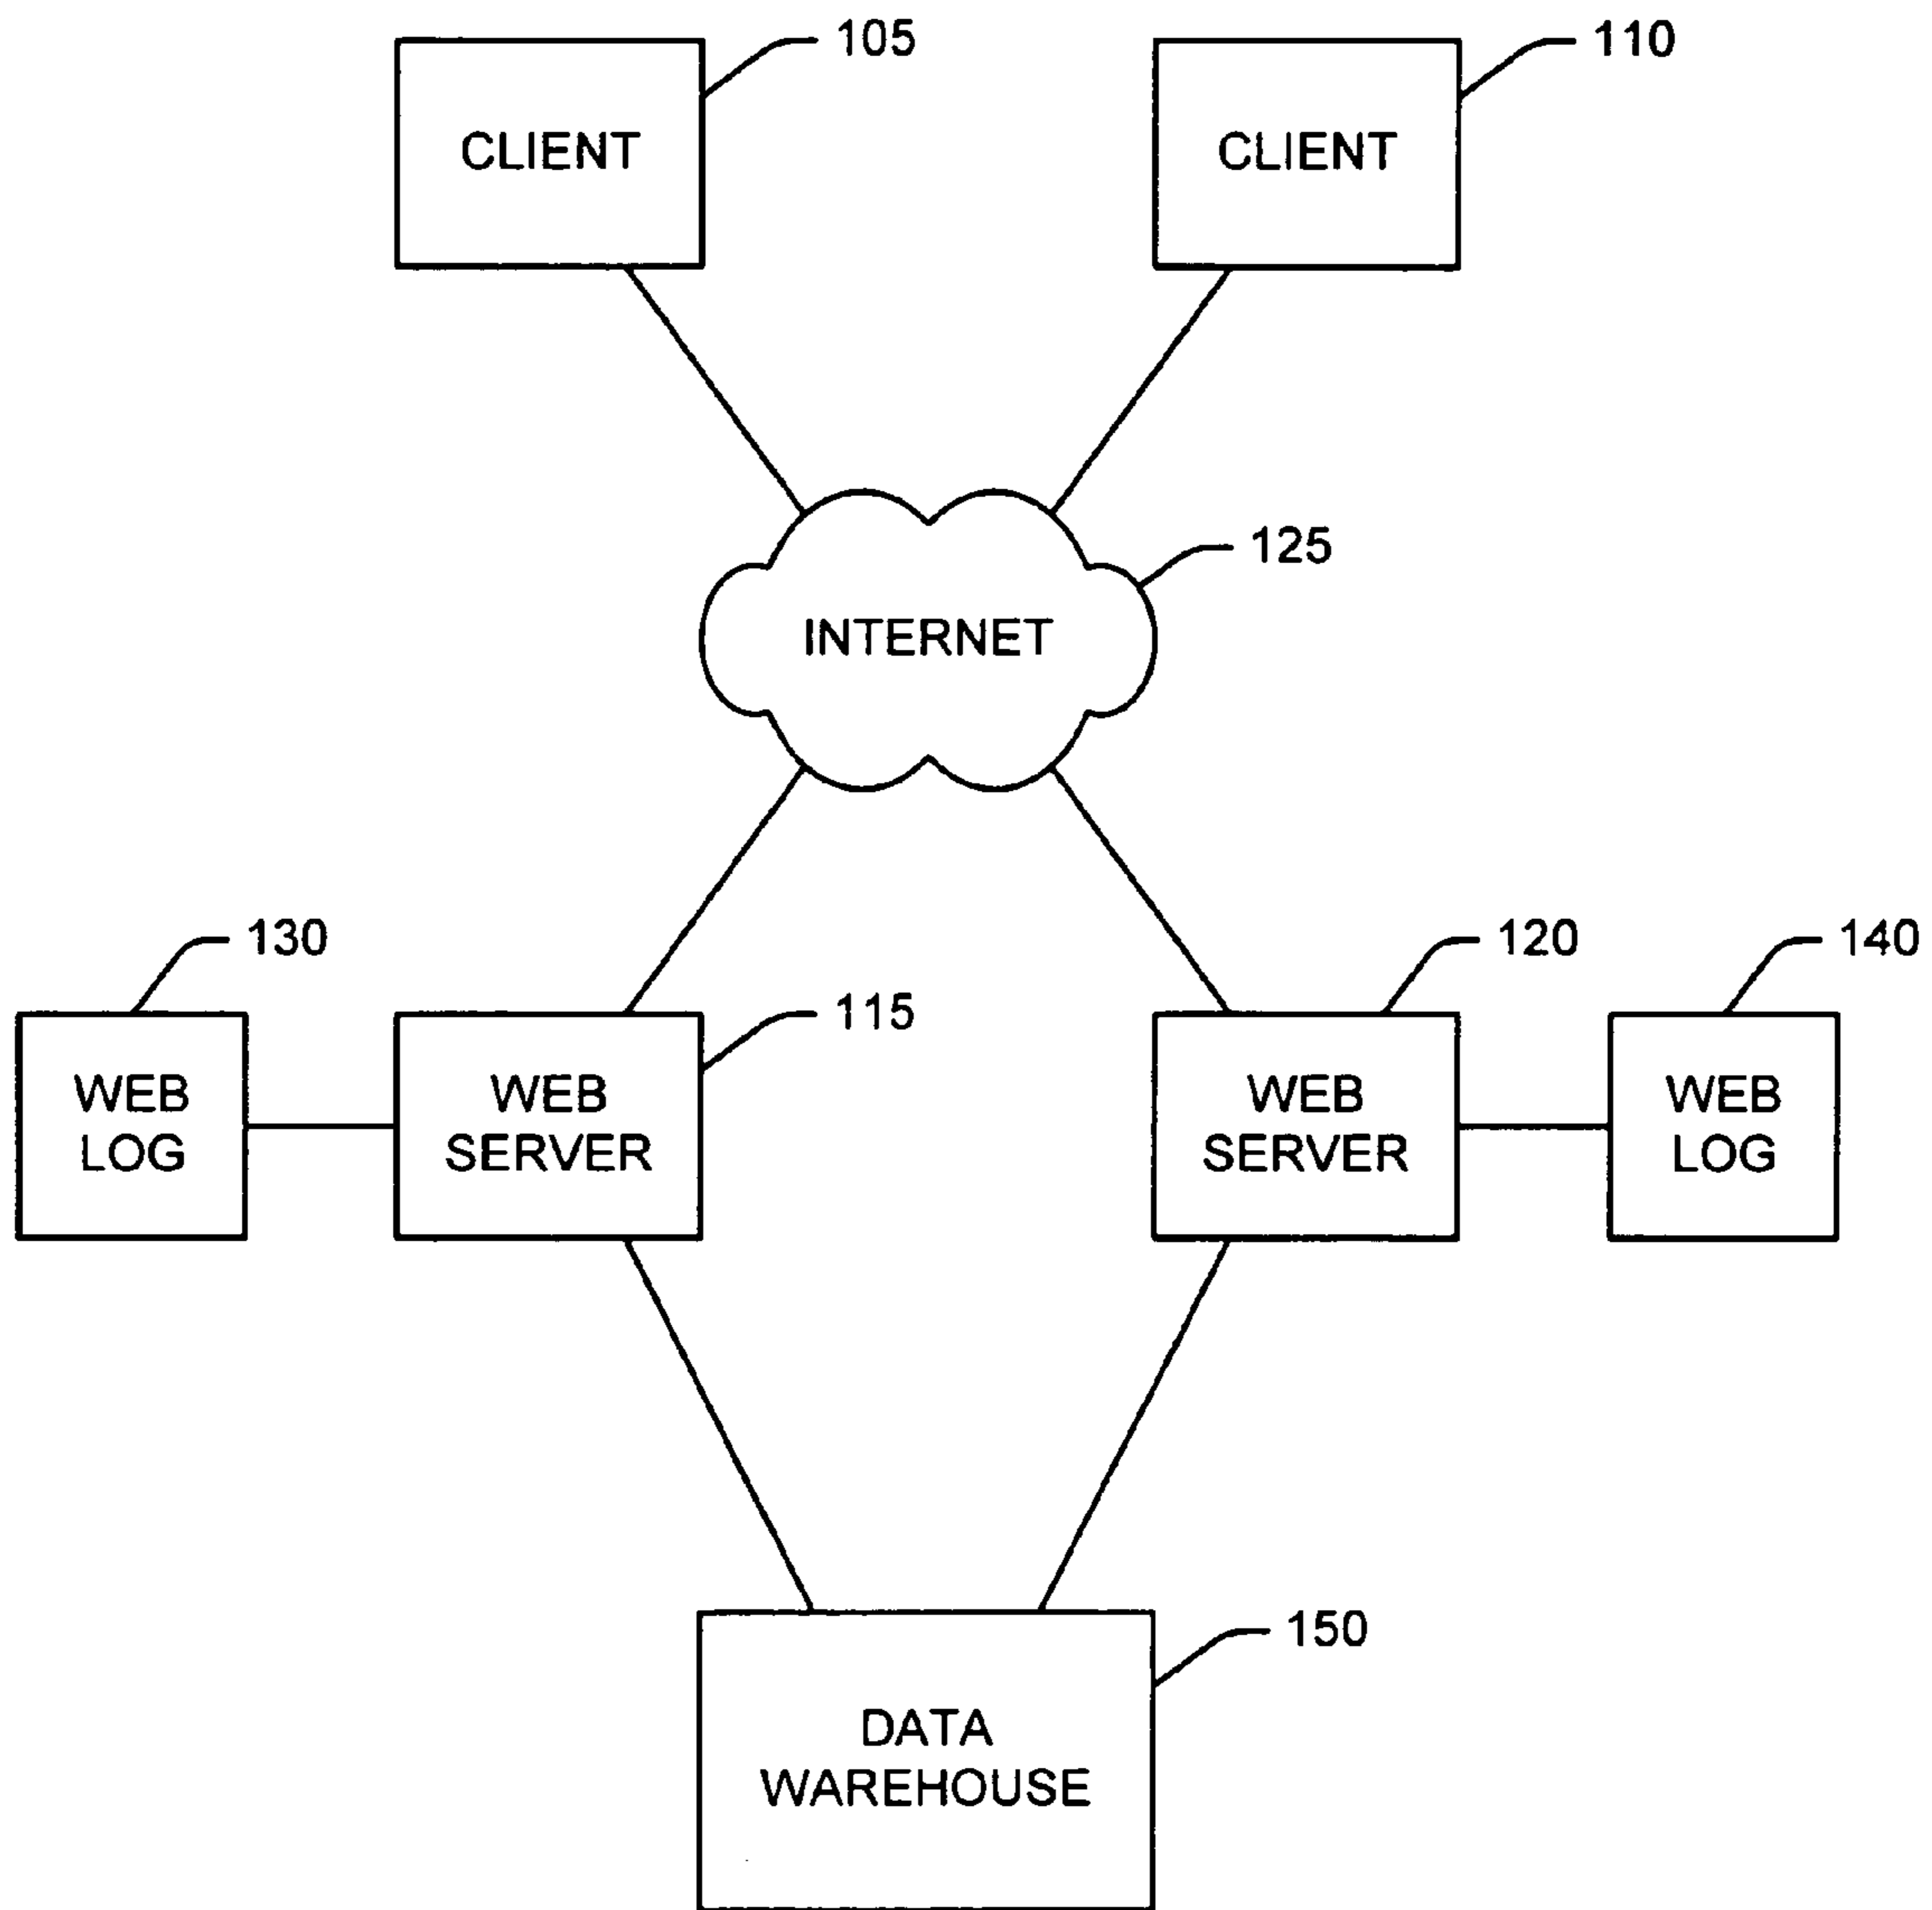 105
110
CLIENT
CLIENT
125
INTERNET
130
120
140
115
WEB
LOG
WEB
SERVER
WEB
SERVER
WEB
LOG
150
DATA
WAREHOUSE